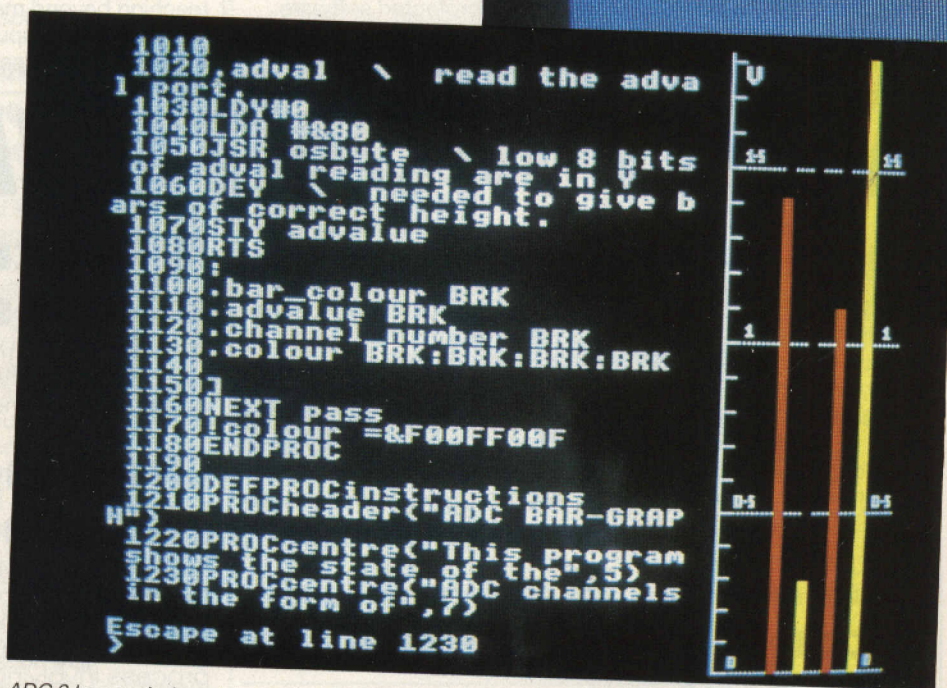 1010
1020.adval \ read the adva
l port.
1030LDY#0
1040LDA #&80
1050JSR osbyte \ low 8 bits
of adval reading are in Y
1060DEY \ needed to give b
ars of correct height.
1070STY advalue
1080RTS
1090:
1100.bar_colour BRK
1110.advalue BRK
1120.channel_number BRK
1130.colour BRK:BRK:BRK:BRK
1140
1150]
1160NEXT pass
1170!colour =&F00FF00F
1180ENDPROC
1190
1200DEFPROCinstructions
1210PROCheader("ADC BAR-GRAP
H")
1220PROCcentre("This program
shows the state of the",5)
1230PROCcentre("ADC channels
in the form of",7)
Escape at line 1230
>
V
1·5 1·5
1 1
0·5 0·5
0 0